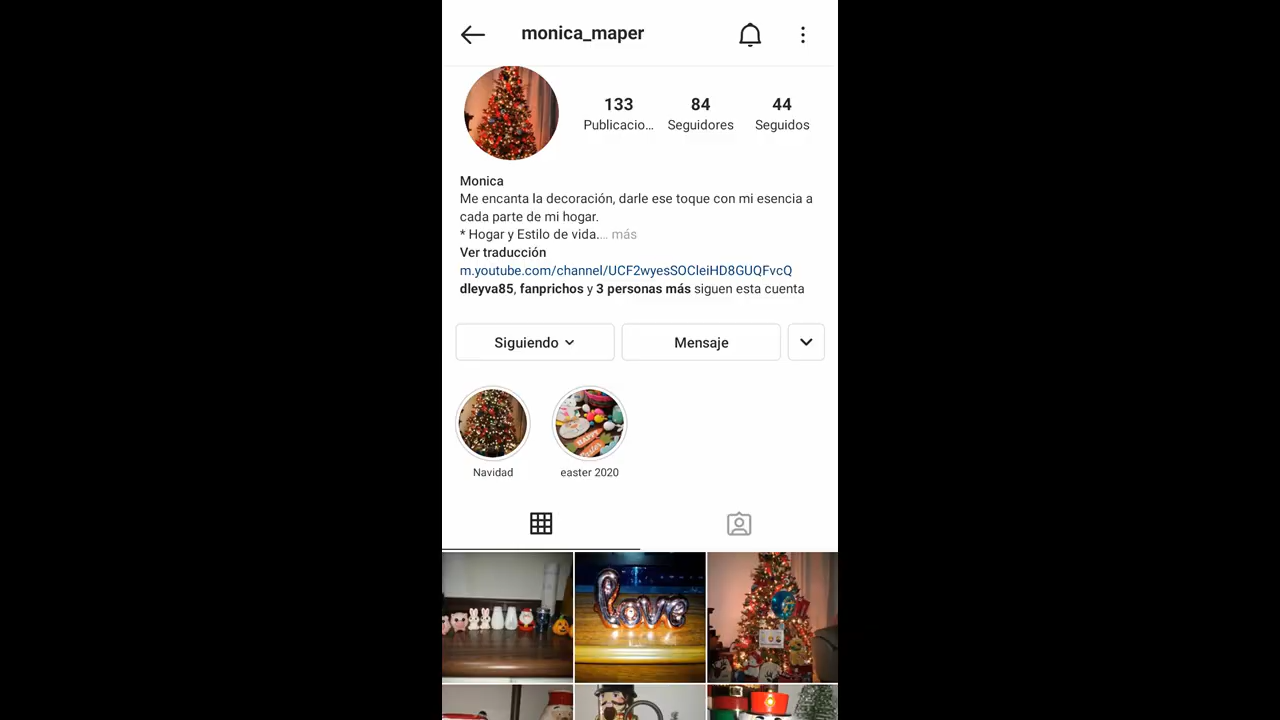 monica_maper
133
84
44
Publicacio...
Seguidores
Seguidos
Monica
Me encanta la decoración, darle ese toque con mi esencia a
cada parte de mi hogar.
* Hogar y Estilo de vida.... más
Ver traducción
m.youtube.com/channel/UCF2wyesSOCleiHD8GUQFvcQ
dleyva85, fanprichos y 3 personas más siguen esta cuenta
Siguiendo
Mensaje
Navidad
easter 2020
love